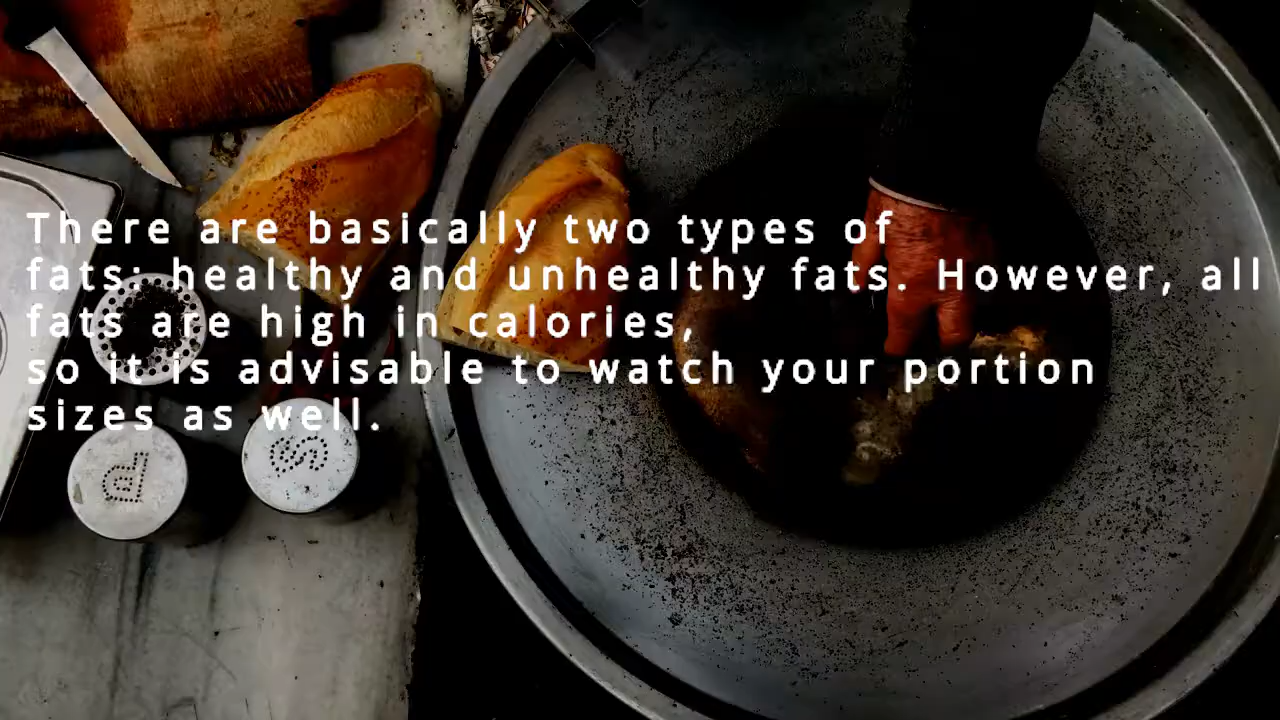 There are basically two types of
fats: healthy and unhealthy fats. However, all
fats are high in calories,
so it is advisable to watch your portion
sizes as well.
P
S